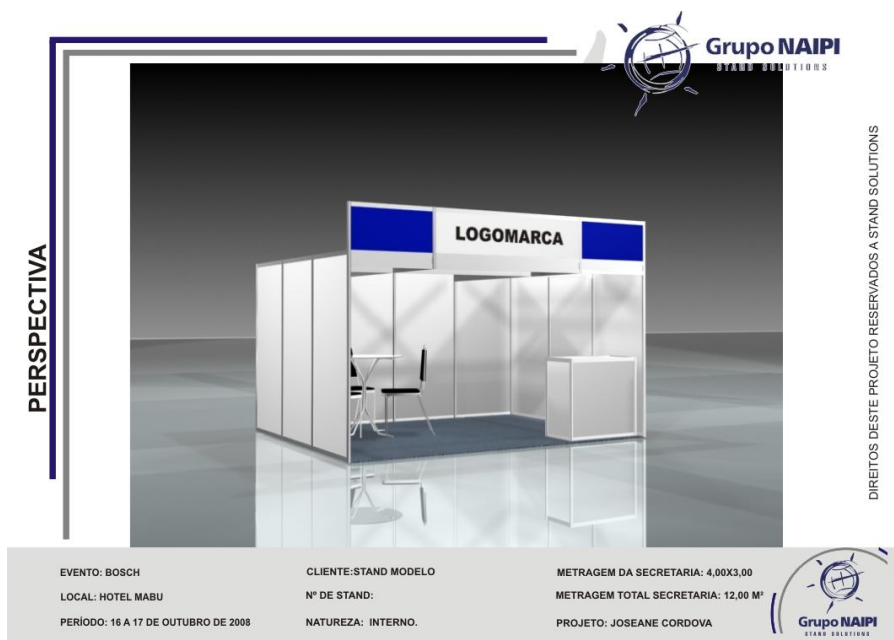 Grupo NAIPI
STAND SOLUTIONS
PERSPECTIVA
LOGOMARCA
DIREITOS DESTE PROJETO RESERVADOS A STAND SOLUTIONS
EVENTO: BOSCH
LOCAL: HOTEL MABU
PERÍODO: 16 A 17 DE OUTUBRO DE 2008
CLIENTE:STAND MODELO
Nº DE STAND:
NATUREZA: INTERNO.
METRAGEM DA SECRETARIA: 4,00X3,00
METRAGEM TOTAL SECRETARIA: 12,00 M²
PROJETO: JOSEANE CORDOVA
Grupo NAIPI
STAND SOLUTIONS